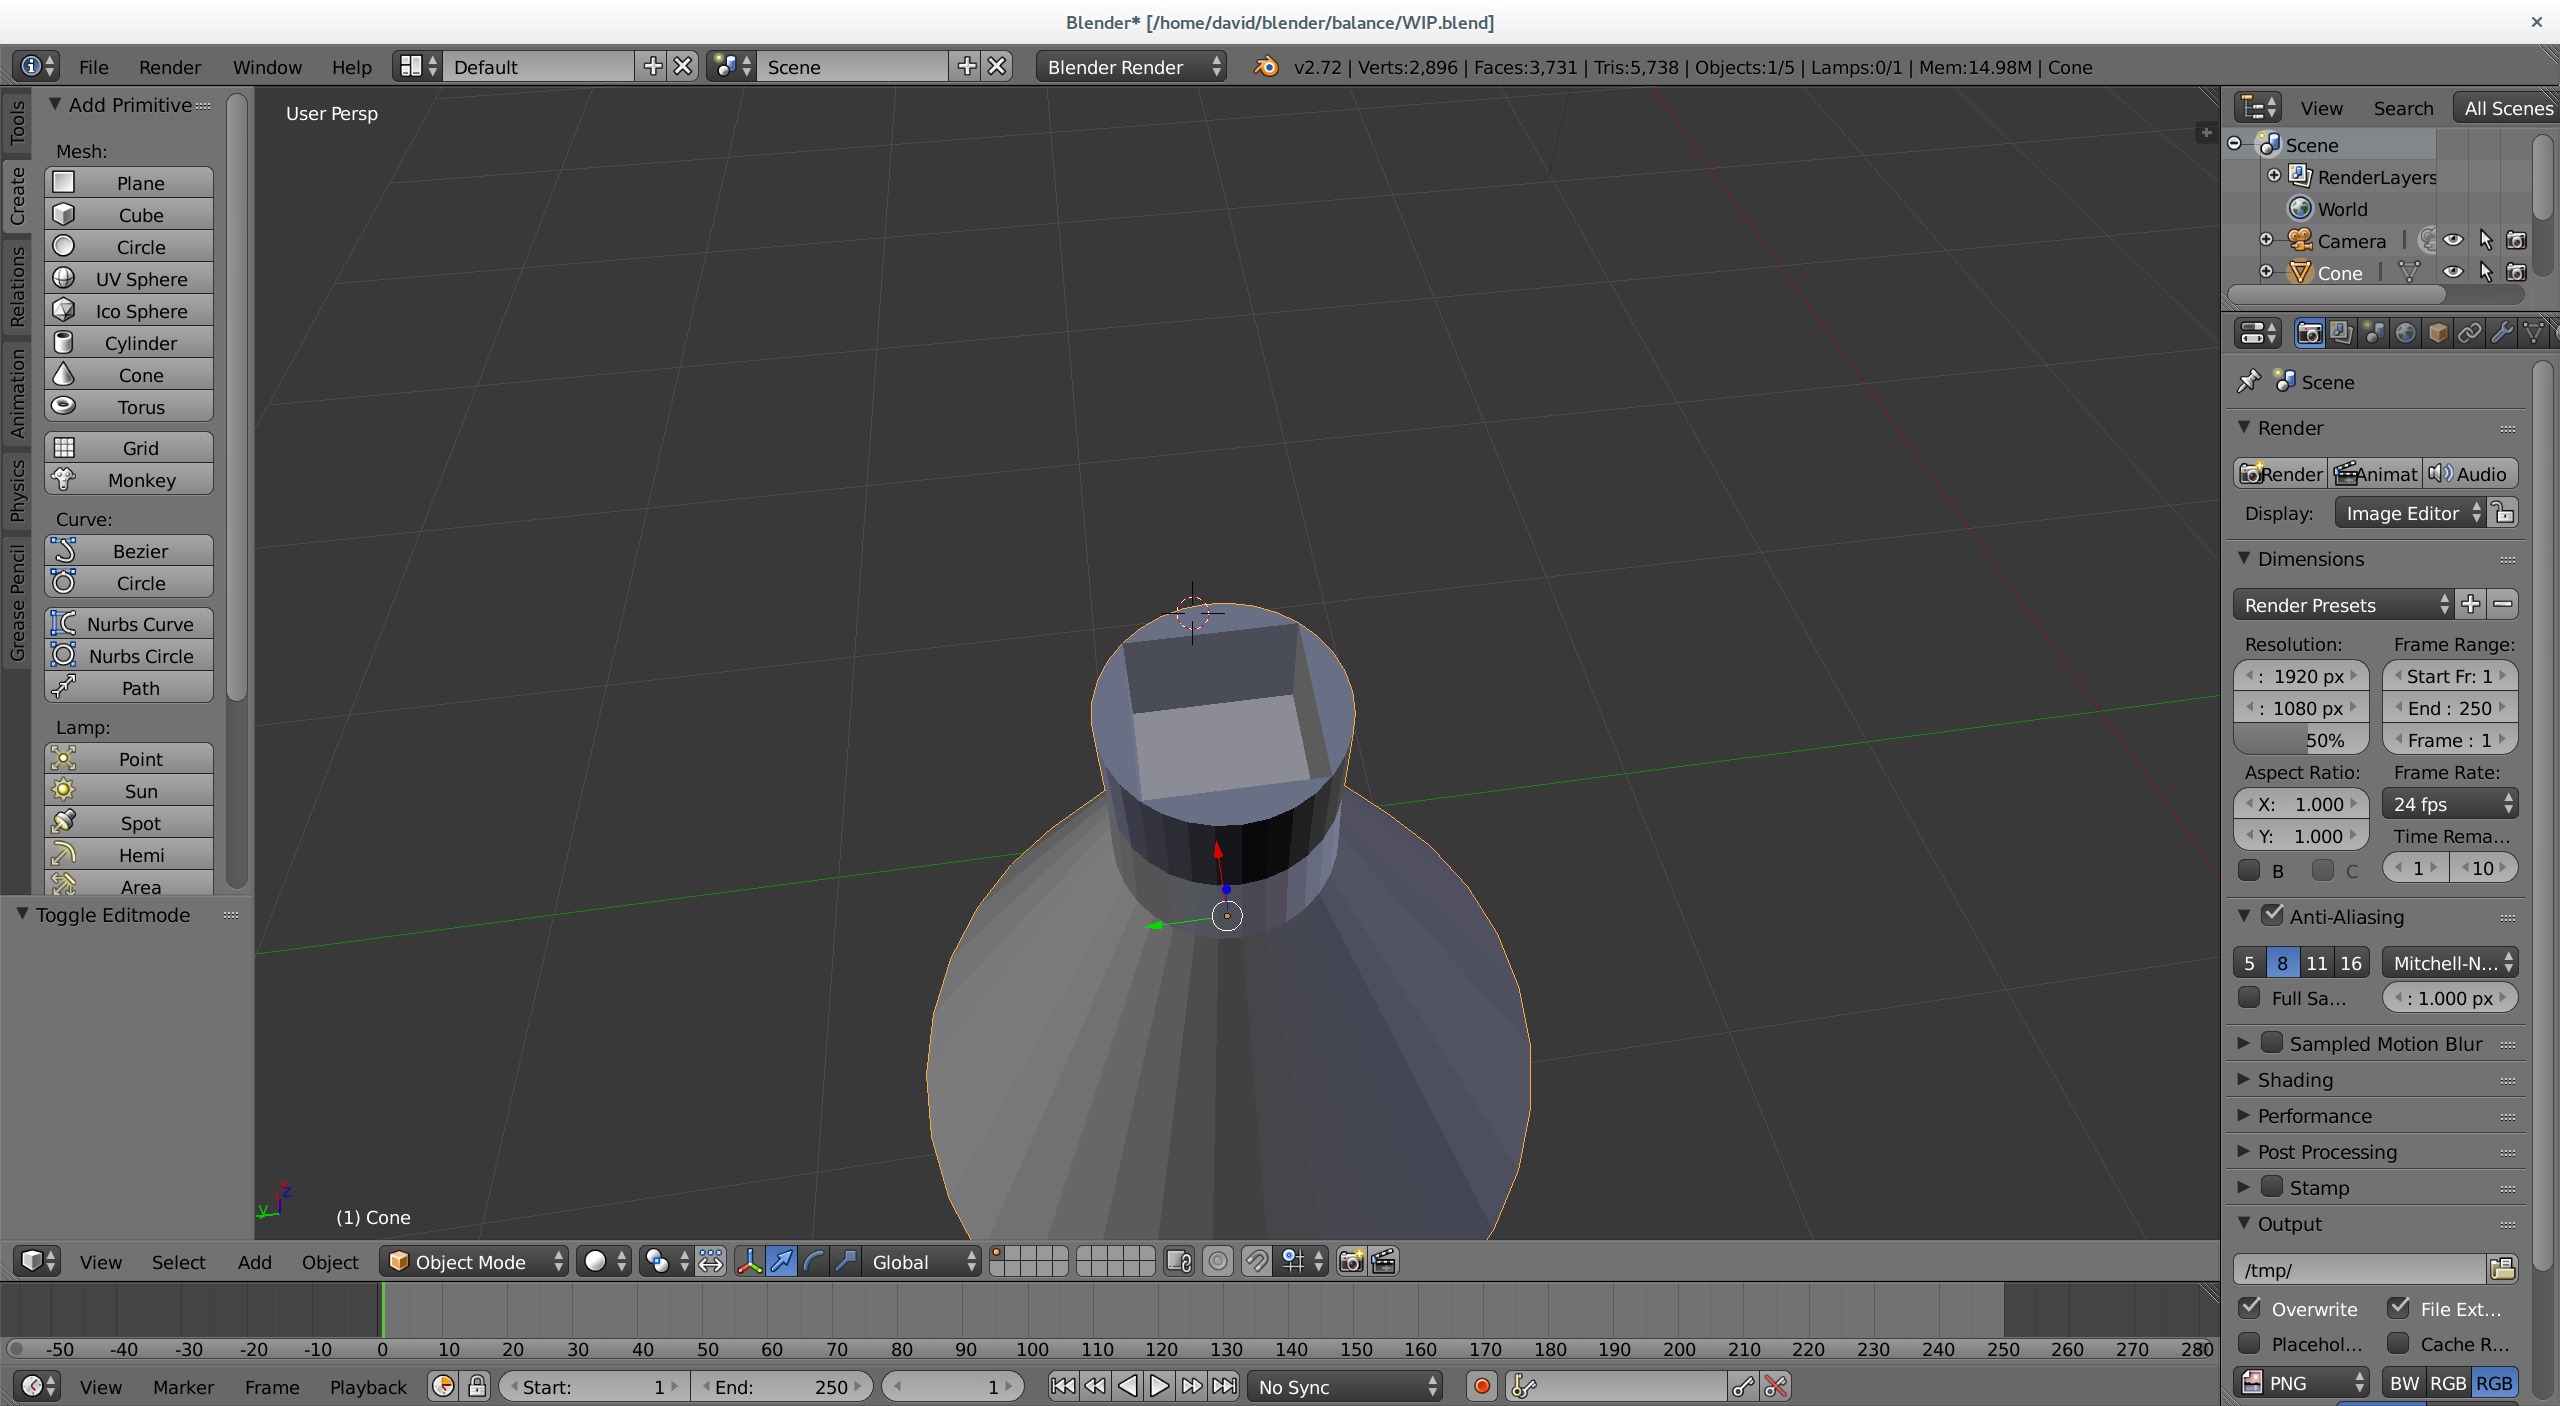 Blender* [/home/david/blender/balance/WIP.blend]
File Render Window Help Default Scene Blender Render v2.72 | Verts:2,896 | Faces:3,731 | Tris:5,738 | Objects:1/5 | Lamps:0/1 | Mem:14.98M | Cone
Tools
Create
Relations
Animation
Physics
Grease Pencil
Add Primitive
Mesh:
Plane
Cube
Circle
UV Sphere
Ico Sphere
Cylinder
Cone
Torus
Grid
Monkey
Curve:
Bezier
Circle
Nurbs Curve
Nurbs Circle
Path
Lamp:
Point
Sun
Spot
Hemi
Area
Toggle Editmode
User Persp
z
y
(1) Cone
View Select Add Object Object Mode Global
-50 -40 -30 -20 -10 0 10 20 30 40 50 60 70 80 90 100 110 120 130 140 150 160 170 180 190 200 210 220 230 240 250 260 270 280
View Marker Frame Playback Start: 1 End: 250 1 No Sync
View Search All Scenes
Scene
RenderLayers
World
Camera
Cone
Scene
Render
Render Animat Audio
Display: Image Editor
Dimensions
Render Presets
Resolution: Frame Range:
: 1920 px Start Fr: 1
: 1080 px End : 250
50% Frame : 1
Aspect Ratio: Frame Rate:
X: 1.000 24 fps
Y: 1.000 Time Rema...
B C 1 10
Anti-Aliasing
5 8 11 16 Mitchell-N...
Full Sa... : 1.000 px
Sampled Motion Blur
Shading
Performance
Post Processing
Stamp
Output
/tmp/
Overwrite File Ext...
Placehol... Cache R...
PNG BW RGB RGB